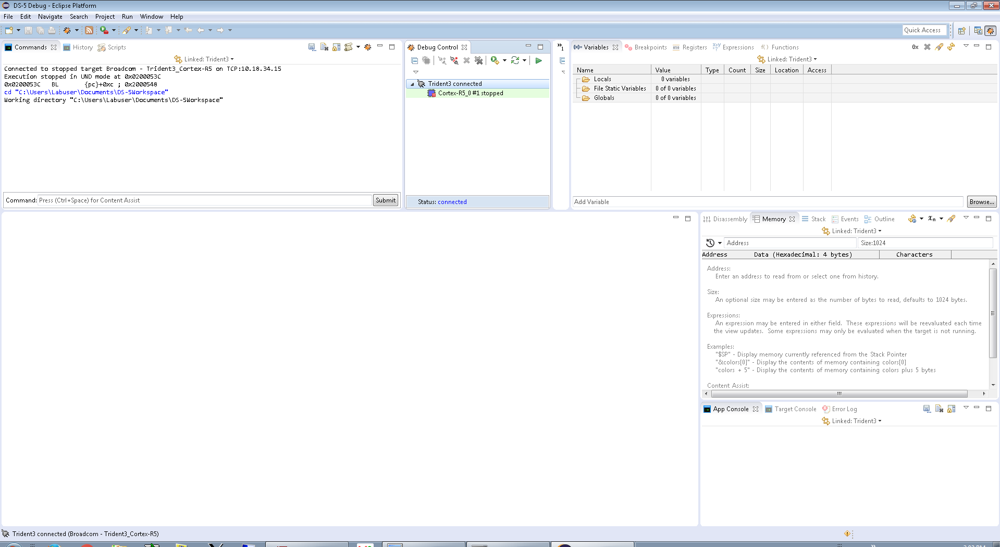 DS-5 Debug - Eclipse Platform
File Edit Navigate Search Project Run Window Help
Quick Access
Commands History Scripts
Linked: Trident3
Connected to stopped target Broadcom - Trident3_Cortex-R5 on TCP:10.18.34.15
Execution stopped in UND mode at 0x0200053C
0x0200053C BL {pc}+0xc ; 0x2000548
cd "C:\Users\Labuser\Documents\DS-5Workspace"
Working directory "C:\Users\Labuser\Documents\DS-5Workspace"
Command: Press (Ctrl+Space) for Content Assist Submit
Debug Control
Trident3 connected
Cortex-R5_0 #1 stopped
Status: connected
»1
(x)= Variables Breakpoints 010 Registers x+y Expressions f() Functions 0x
Linked: Trident3
Name Value Type Count Size Location Access
Locals 0 variables
File Static Variables 0 of 0 variables
Globals 0 of 0 variables
Add Variable Browse...
Disassembly Memory Stack Events Outline
Linked: Trident3
Address Size:1024
Address Data (Hexadecimal: 4 bytes) Characters
Address:
Enter an address to read from or select one from history.
Size:
An optional size may be entered as the number of bytes to read, defaults to 1024 bytes.
Expressions:
An expression may be entered in either field. These expressions will be reevaluated each time
the view updates. Some expressions may only be evaluated when the target is not running.
Examples:
"$SP" - Display memory currently referenced from the Stack Pointer
"&colors[0]" - Display the contents of memory containing colors[0]
"colors + 5" - Display the contents of memory containing colors plus 5 bytes
Content Assist:
App Console Target Console Error Log
Linked: Trident3
Trident3 connected (Broadcom - Trident3_Cortex-R5)